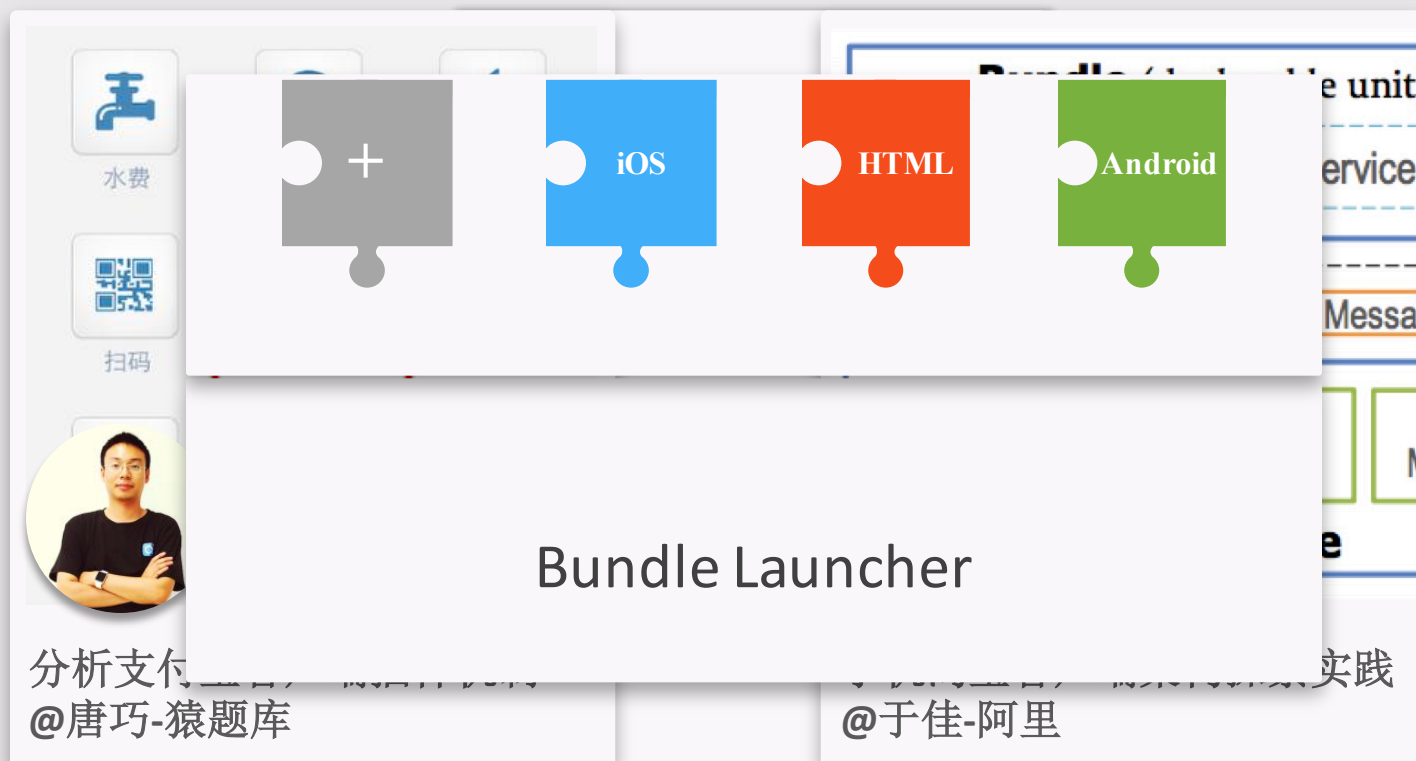 水费
扫码
+
iOS
HTML
Android
Bundle Launcher
e unit
ervice
Messa
e
分析支付
@唐巧-猿题库
实践
@于佳-阿里